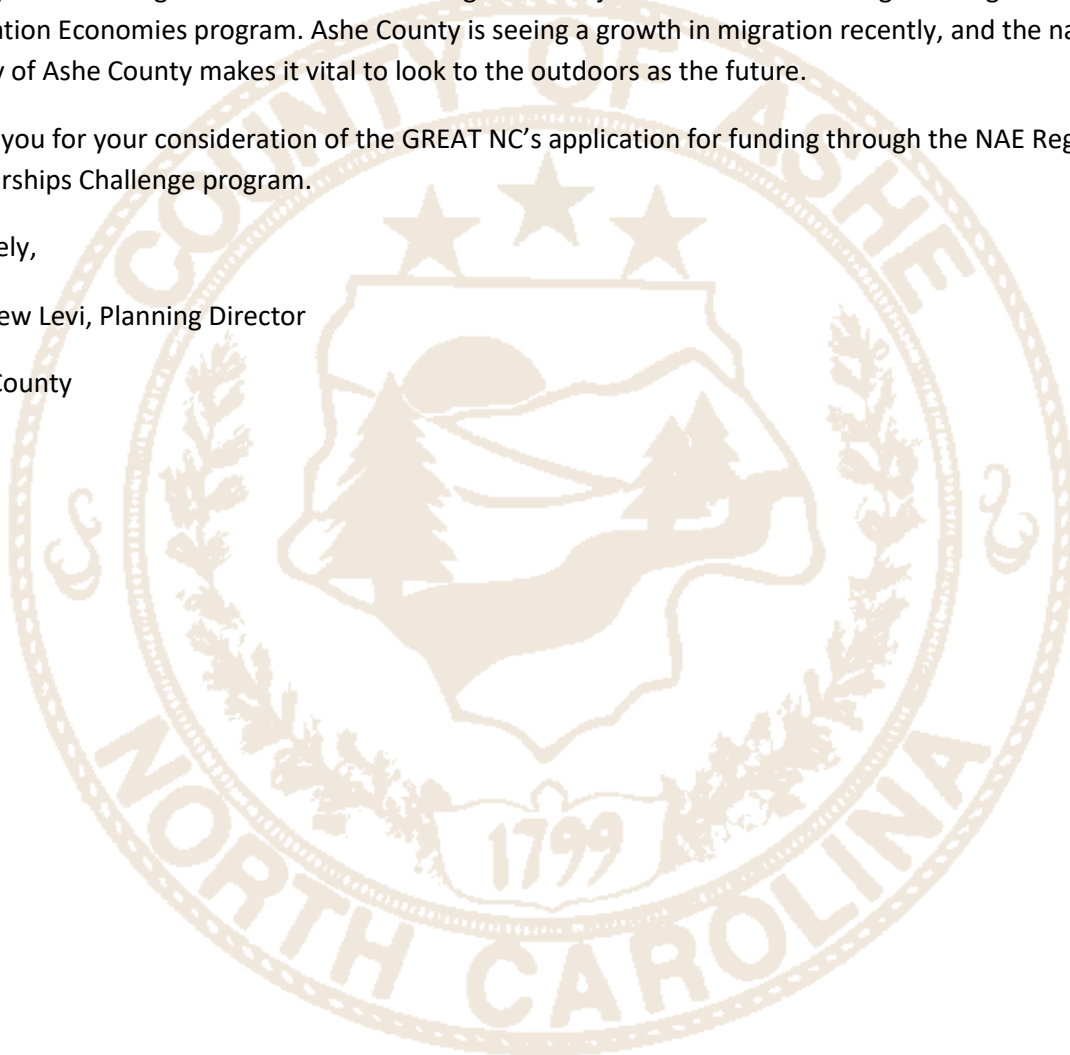 ation Economies program. Ashe County is seeing a growth in migration recently, and the na
y of Ashe County makes it vital to look to the outdoors as the future.
you for your consideration of the GREAT NC's application for funding through the NAE Reg
rships Challenge program.
ely,
ew Levi, Planning Director
County
COUNTY OF ASHE
1799
NORTH CAROLINA